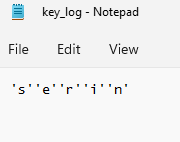 key_log - Notepad
File Edit View
's''e''r''i''n'